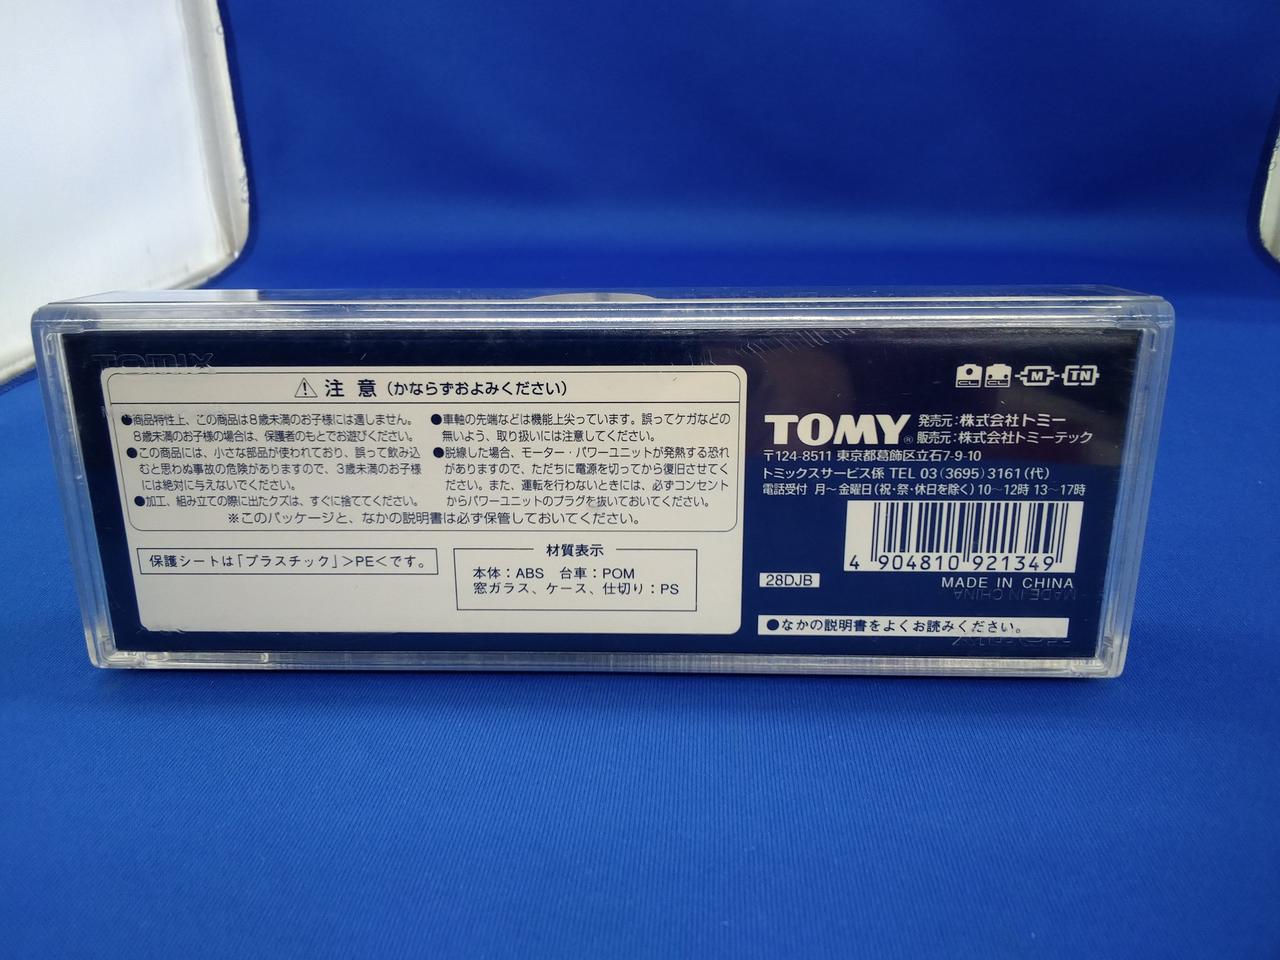 TOMIX
注 意 (かならずおよみください)
●商品特性上、この商品は8歳未満のお子様には適しません。
8歳未満のお子様の場合は、保護者のもとでお遊びください。
●この商品には、小さな部品が使われており、誤って飲み込
むと思わぬ事故の危険がありますので、3歳未満のお子様
には絶対に与えないでください。
●加工、組み立ての際に出たクズは、すぐに捨ててください。
●車軸の先端などは機能上尖っています。誤ってケガなどの
無いよう、取り扱いには注意してください。
●脱線した場合、モーター・パワーユニットが発熱する恐れ
がありますので、ただちに電源を切ってから復旧させてく
ださい。また、運転を行わないときには、必ずコンセント
からパワーユニットのプラグを抜いておいてください。
※このパッケージと、なかの説明書は必ず保管しておいてください。
保護シートは「プラスチック」>PE<です。
材質表示
本体：ABS 台車：POM
窓ガラス、ケース、仕切り：PS
CL CL M TN
TOMY® 発売元：株式会社トミー
販売元：株式会社トミーテック
〒124-8511 東京都葛飾区立石7-9-10
トミックスサービス係 TEL 03(3695)3161(代)
電話受付 月～金曜日(祝・祭・休日を除く)10～12時 13～17時
4 904810 921349
28DJB
MADE IN CHINA
MADE IN CHINA
●なかの説明書をよくお読みください。
TOMIX